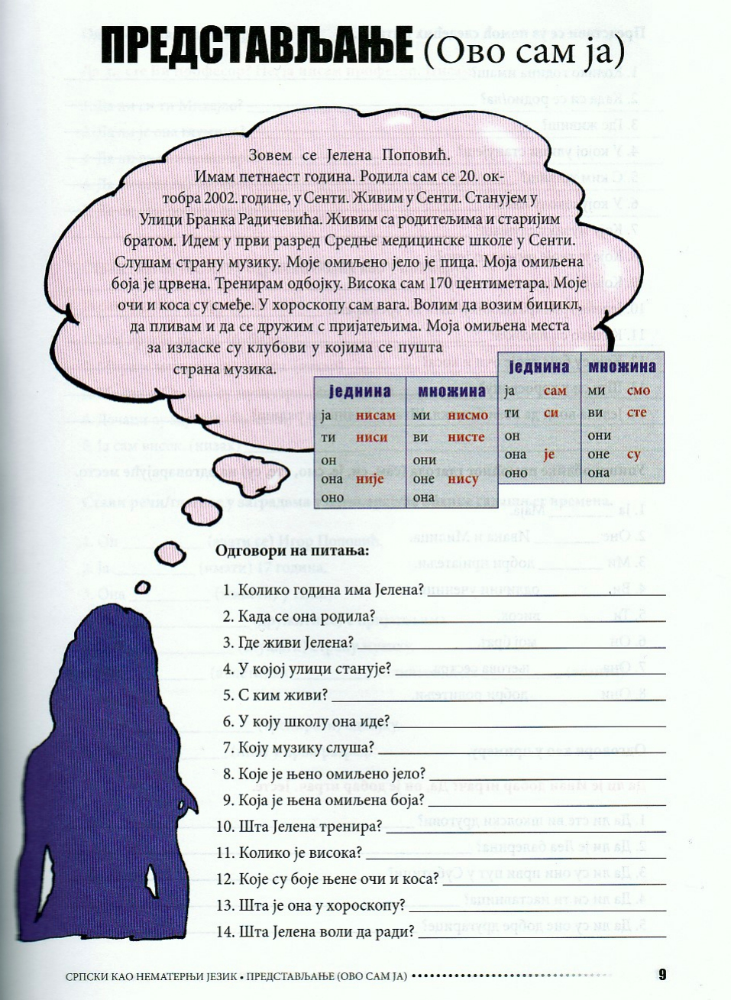 ПРЕДСТАВЉАЊЕ (Ово сам ја)
Зовем се Јелена Поповић.
Имам петнаест година. Родила сам се 20. ок-
тобра 2002. године, у Сенти. Живим у Сенти. Станујем у
Улици Бранка Радичевића. Живим са родитељима и старијим
братом. Идем у први разред Средње медицинске школе у Сенти.
Слушам страну музику. Моје омиљено јело је пица. Моја омиљена
боја је црвена. Тренирам одбојку. Висока сам 170 центиметара. Моје
очи и коса су смеђе. У хороскопу сам вага. Волим да возим бицикл,
да пливам и да се дружим с пријатељима. Моја омиљена места
за изласке су клубови у којима се пушта
страна музика.
једнина множина
ја нисам ми нисмо
ти ниси ви нисте
он они
она није оне нису
оно она
једнина множина
ја сам ми смо
ти си ви сте
он они
она је оне су
оно она
Одговори на питања:
1. Колико година има Јелена?
2. Када се она родила?
3. Где живи Јелена?
4. У којој улици станује?
5. С ким живи?
6. У коју школу она иде?
7. Коју музику слуша?
8. Које је њено омиљено јело?
9. Која је њена омиљена боја?
10. Шта Јелена тренира?
11. Колико је висока?
12. Које су боје њене очи и коса?
13. Шта је она у хороскопу?
14. Шта Јелена воли да ради?
СРПСКИ КАО НЕМАТЕРЊИ ЈЕЗИК • ПРЕДСТАВЉАЊЕ (ОВО САМ ЈА) 9